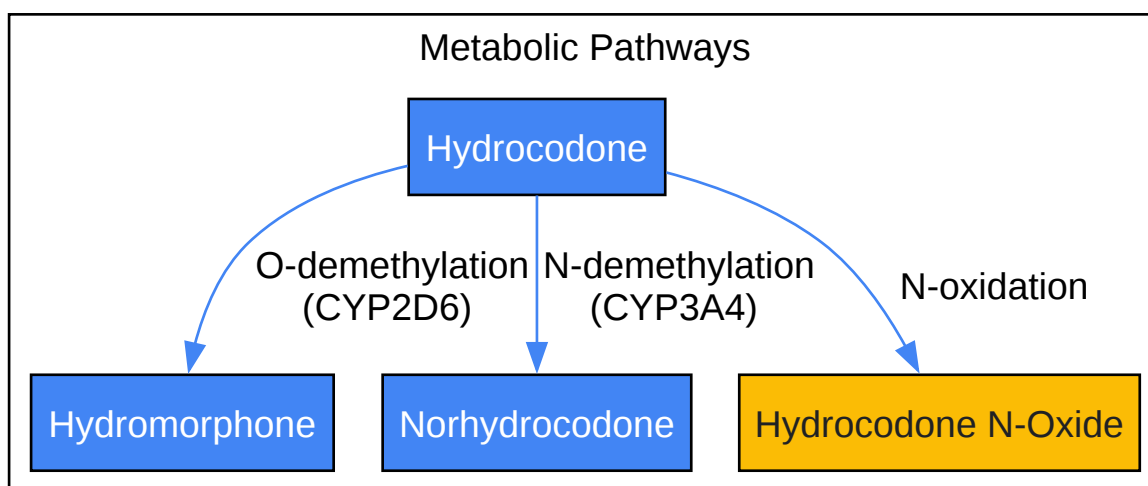 Metabolic Pathways
Hydrocodone
O-demethylation
(CYP2D6)
N-demethylation
(CYP3A4)
N-oxidation
Hydromorphone
Norhydrocodone
Hydrocodone N-Oxide